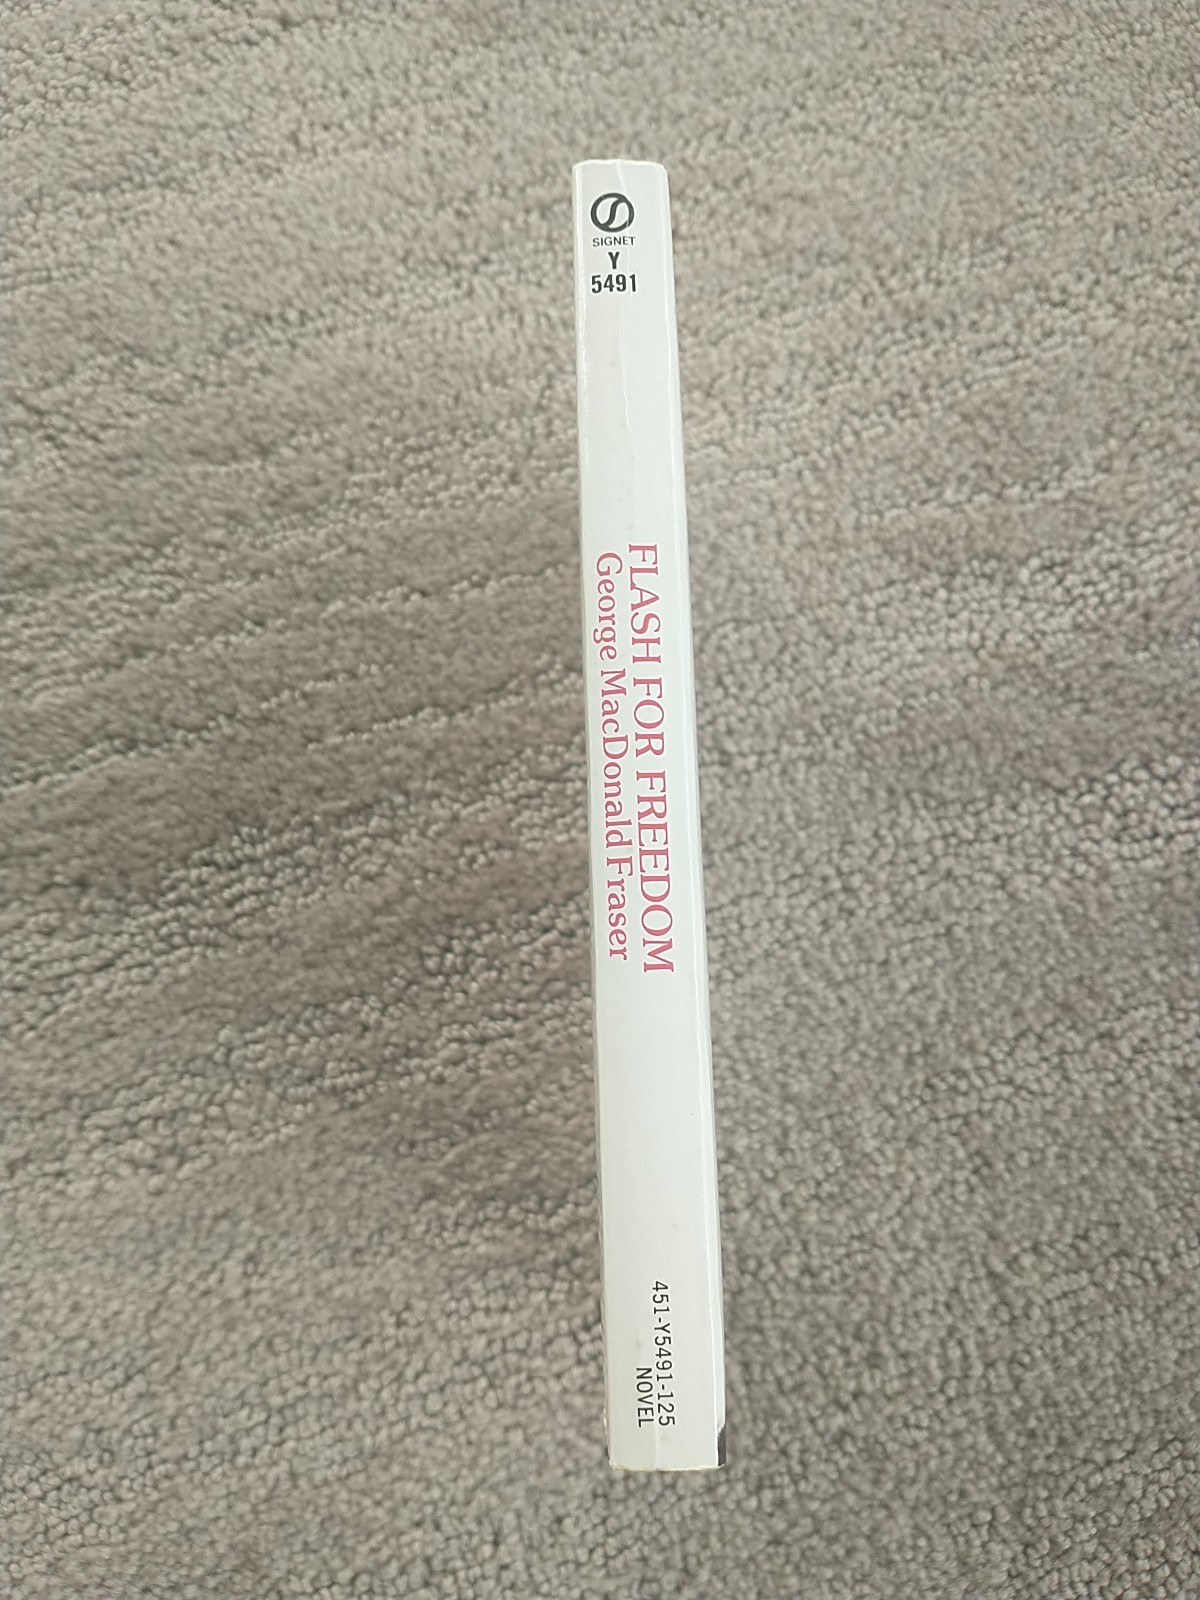 SIGNET
Y
5491
FLASH FOR FREEDOM
George MacDonald Fraser
451-Y5491-125
NOVEL